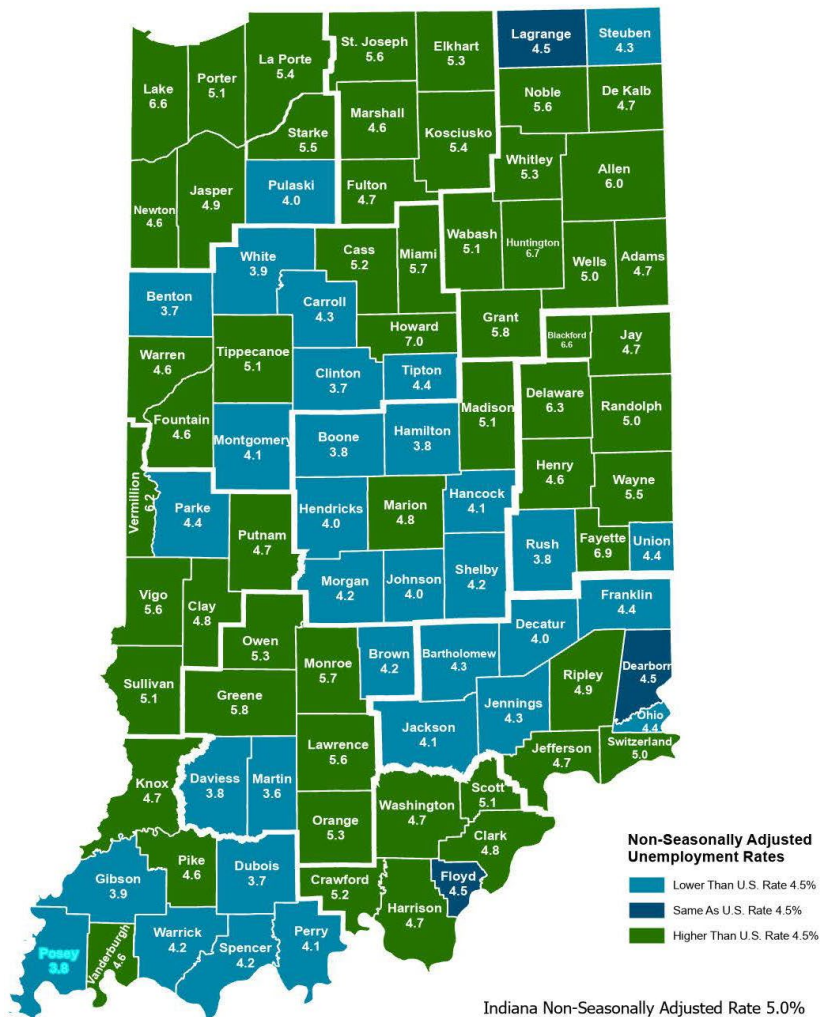 Lagrange
4.5
Steuben
4.3
St. Joseph
5.6
Elkhart
5.3
La Porte
5.4
Porter
5.1
Lake
6.6
Noble
5.6
De Kalb
4.7
Marshall
4.6
Kosciusko
5.4
Starke
5.5
Whitley
5.3
Allen
6.0
Pulaski
4.0
Fulton
4.7
Jasper
4.9
Newton
4.6
Wabash
5.1
Huntington
6.7
Miami
5.7
Cass
5.2
White
3.9
Wells
5.0
Adams
4.7
Benton
3.7
Carroll
4.3
Grant
5.8
Howard
7.0
Blackford
6.6
Jay
4.7
Warren
4.6
Tippecanoe
5.1
Clinton
3.7
Tipton
4.4
Delaware
6.3
Randolph
5.0
Madison
5.1
Fountain
4.6
Montgomery
4.1
Boone
3.8
Hamilton
3.8
Henry
4.6
Wayne
5.5
Vermillion
6.2
Parke
4.4
Hendricks
4.0
Marion
4.8
Hancock
4.1
Putnam
4.7
Rush
3.8
Fayette
6.9
Union
4.4
Morgan
4.2
Johnson
4.0
Shelby
4.2
Vigo
5.6
Clay
4.8
Franklin
4.4
Decatur
4.0
Owen
5.3
Monroe
5.7
Brown
4.2
Bartholomew
4.3
Ripley
4.9
Dearborn
4.5
Sullivan
5.1
Greene
5.8
Jennings
4.3
Ohio
4.4
Jackson
4.1
Lawrence
5.6
Jefferson
4.7
Switzerland
5.0
Knox
4.7
Daviess
3.8
Martin
3.6
Scott
5.1
Orange
5.3
Washington
4.7
Clark
4.8
Pike
4.6
Dubois
3.7
Gibson
3.9
Crawford
5.2
Floyd
4.5
Harrison
4.7
Posey
3.8
Vanderburgh
4.6
Warrick
4.2
Spencer
4.2
Perry
4.1
Non-Seasonally Adjusted
Unemployment Rates
Lower Than U.S. Rate 4.5%
Same As U.S. Rate 4.5%
Higher Than U.S. Rate 4.5%
Indiana Non-Seasonally Adjusted Rate 5.0%